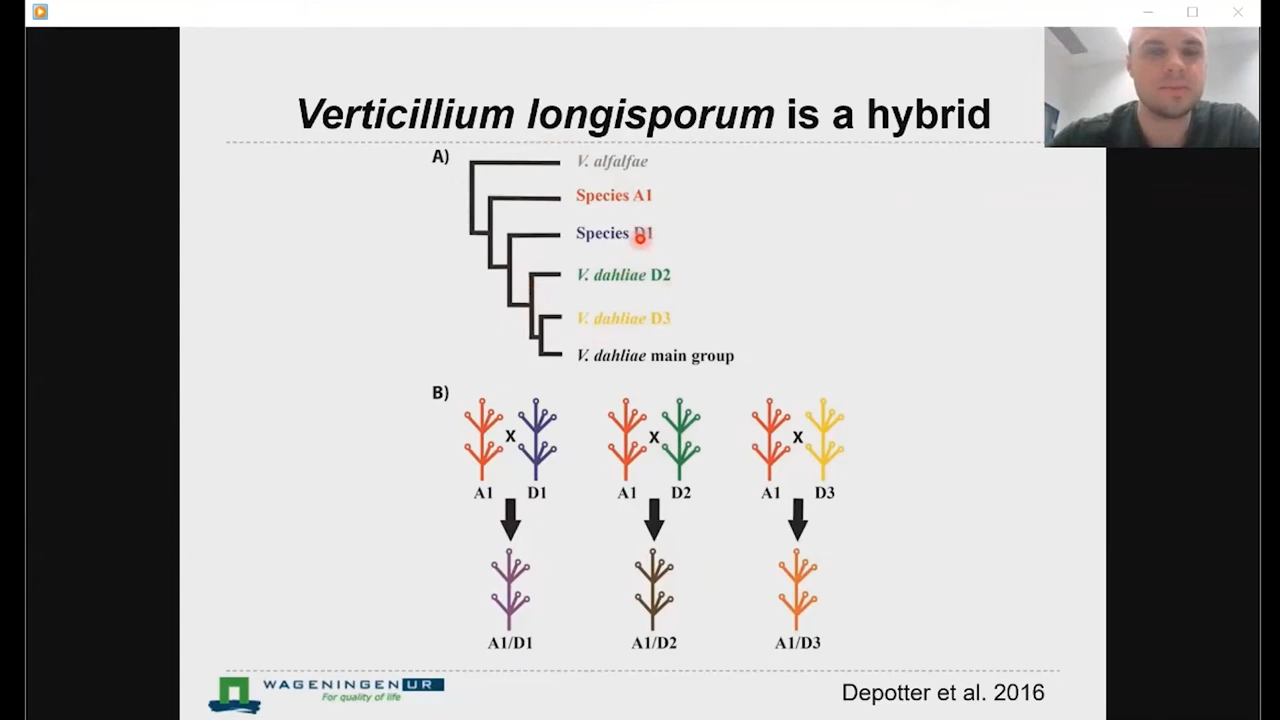 Verticillium longisporum is a hybrid
A)
V. alfalfae
Species A1
Species D1
V. dahliae D2
V. dahliae D3
V. dahliae main group
B)
X X X
A1 D1 A1 D2 A1 D3
A1/D1 A1/D2 A1/D3
WAGENINGEN UR
For quality of life
Depotter et al. 2016